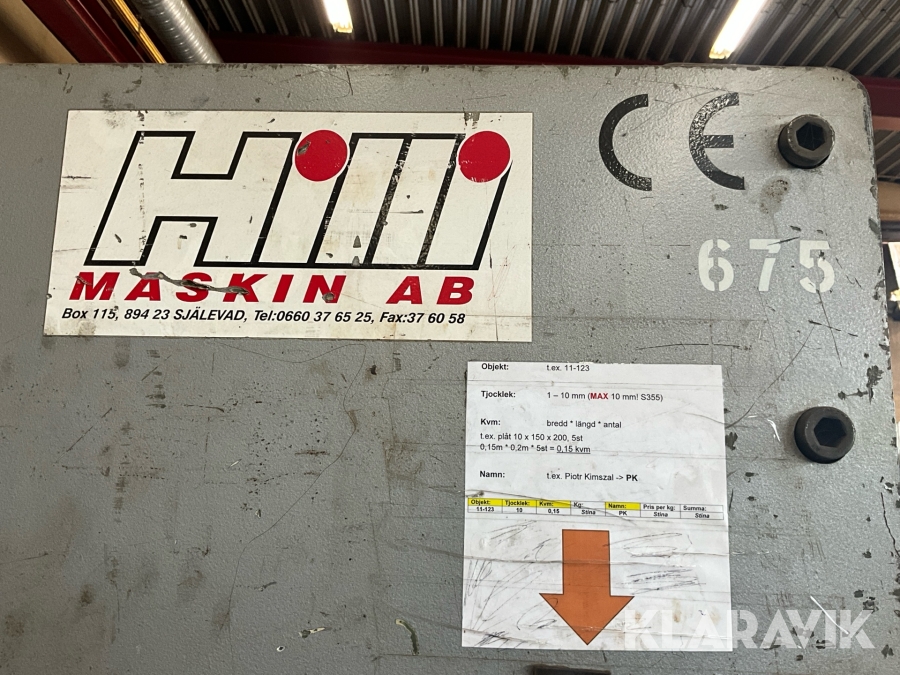 Hilli
MASKIN AB
Box 115, 894 23 SJÄLEVAD, Tel:0660 37 65 25, Fax:37 60 58
CE
675
Objekt: t.ex. 11-123
Tjocklek: 1 – 10 mm (MAX 10 mm! S355)
Kvm: bredd * längd * antal
t.ex. plåt 10 x 150 x 200, 5st
0,15m * 0,2m * 5st = 0,15 kvm
Namn: t.ex. Piotr Kimszal -> PK
Objekt: Tjocklek: Kvm: Kg: Namn: Pris per kg: Summa:
11-123 10 0,15 Stina PK Stina Stina
KLARAVIK